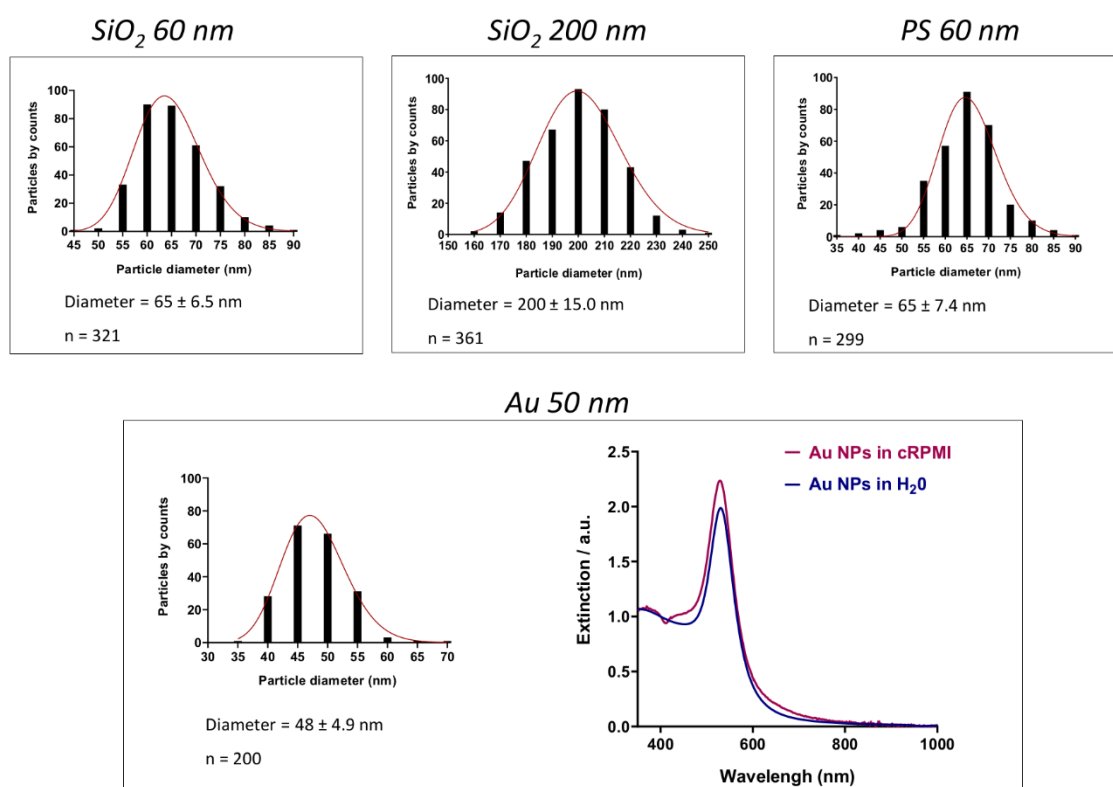 SiO2 60 nm
SiO2 200 nm
PS 60 nm
Particles by counts
100
80
60
40
20
0
45 50 55 60 65 70 75 80 85 90
Particle diameter (nm)
Diameter = 65 ± 6.5 nm
n = 321
Particles by counts
100
80
60
40
20
0
150 160 170 180 190 200 210 220 230 240 250
Particle diameter (nm)
Diameter = 200 ± 15.0 nm
n = 361
Particles by counts
100
80
60
40
20
0
35 40 45 50 55 60 65 70 75 80 85 90
Particle diameter (nm)
Diameter = 65 ± 7.4 nm
n = 299
Au 50 nm
Particles by counts
100
80
60
40
20
0
30 35 40 45 50 55 60 65 70
Particle diameter (nm)
Diameter = 48 ± 4.9 nm
n = 200
Au NPs in cRPMI
Au NPs in H20
Extinction / a.u.
2.5
2.0
1.5
1.0
0.5
0.0
400 600 800 1000
Wavelengh (nm)